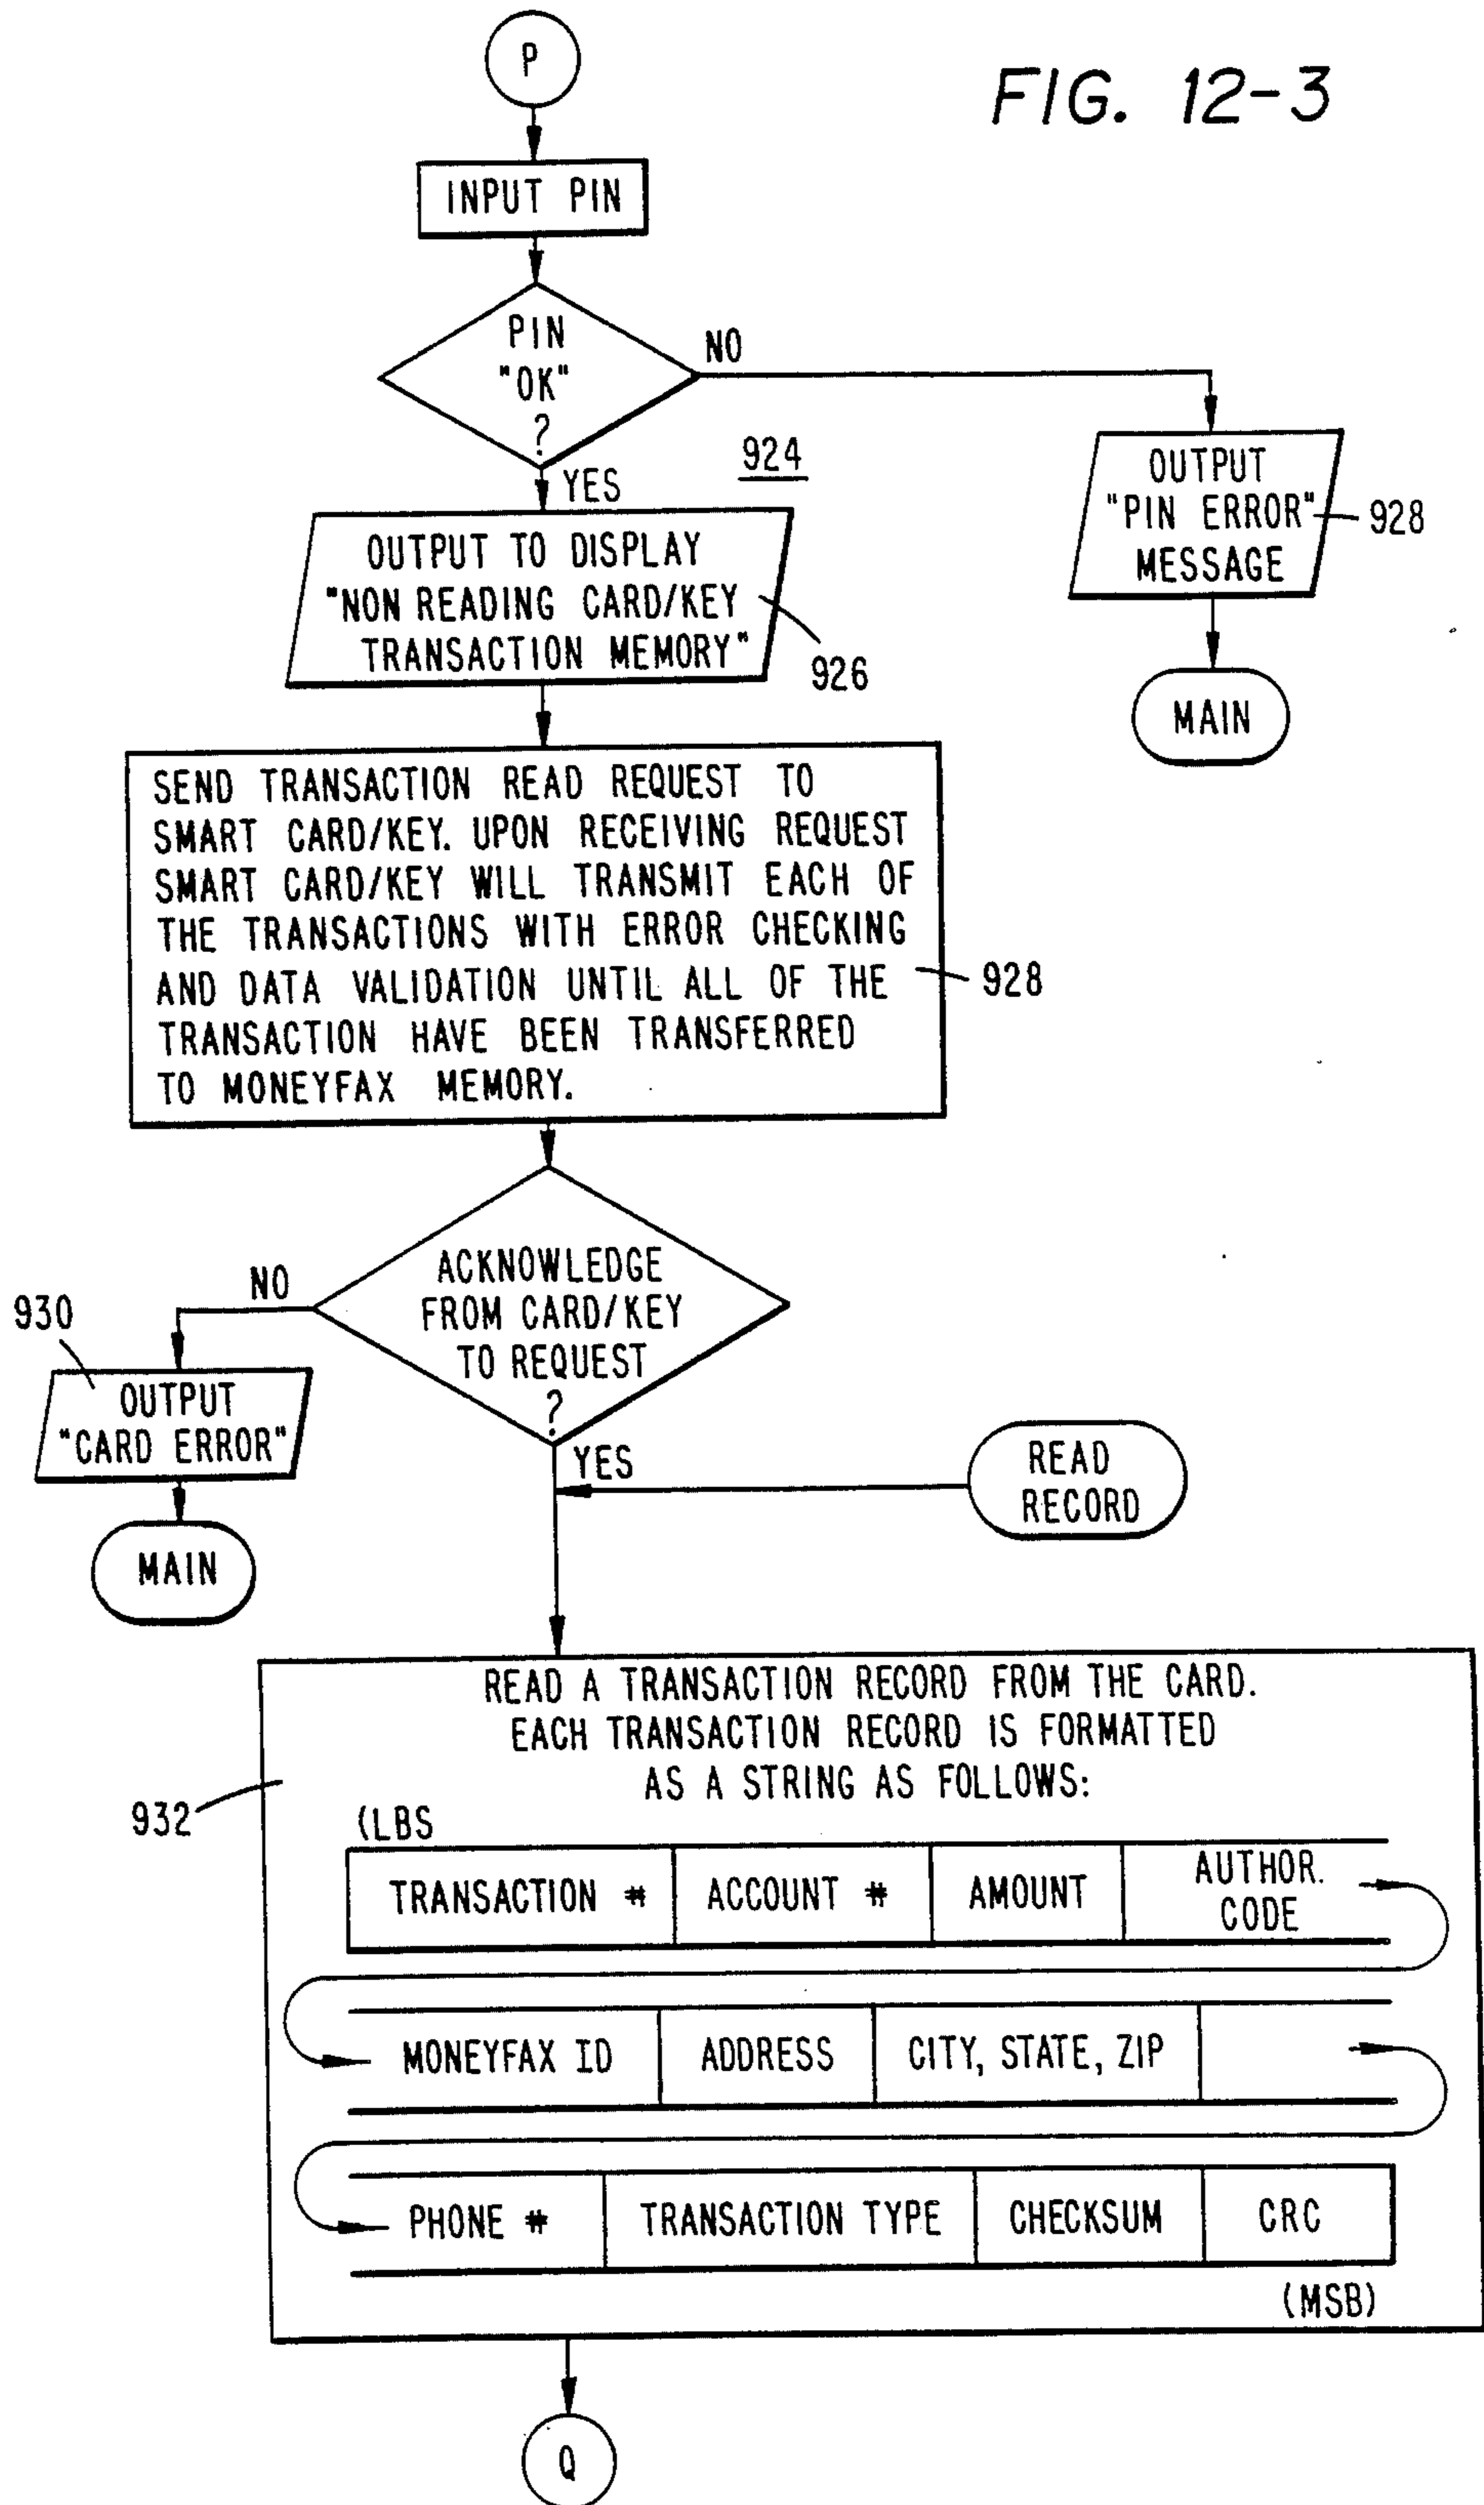 P
FIG. 12-3
INPUT PIN
PIN
"OK"
?
NO
YES
924
OUTPUT
"PIN ERROR"
MESSAGE
928
MAIN
OUTPUT TO DISPLAY
"NON READING CARD/KEY
TRANSACTION MEMORY"
926
SEND TRANSACTION READ REQUEST TO
SMART CARD/KEY. UPON RECEIVING REQUEST
SMART CARD/KEY WILL TRANSMIT EACH OF
THE TRANSACTIONS WITH ERROR CHECKING
AND DATA VALIDATION UNTIL ALL OF THE
TRANSACTION HAVE BEEN TRANSFERRED
TO MONEYFAX MEMORY.
928
ACKNOWLEDGE
FROM CARD/KEY
TO REQUEST
?
NO
930
OUTPUT
"CARD ERROR"
MAIN
YES
READ
RECORD
READ A TRANSACTION RECORD FROM THE CARD.
EACH TRANSACTION RECORD IS FORMATTED
AS A STRING AS FOLLOWS:
932
(LBS
TRANSACTION # ACCOUNT # AMOUNT AUTHOR.
CODE
MONEYFAX ID ADDRESS CITY, STATE, ZIP
PHONE # TRANSACTION TYPE CHECKSUM CRC
(MSB)
Q